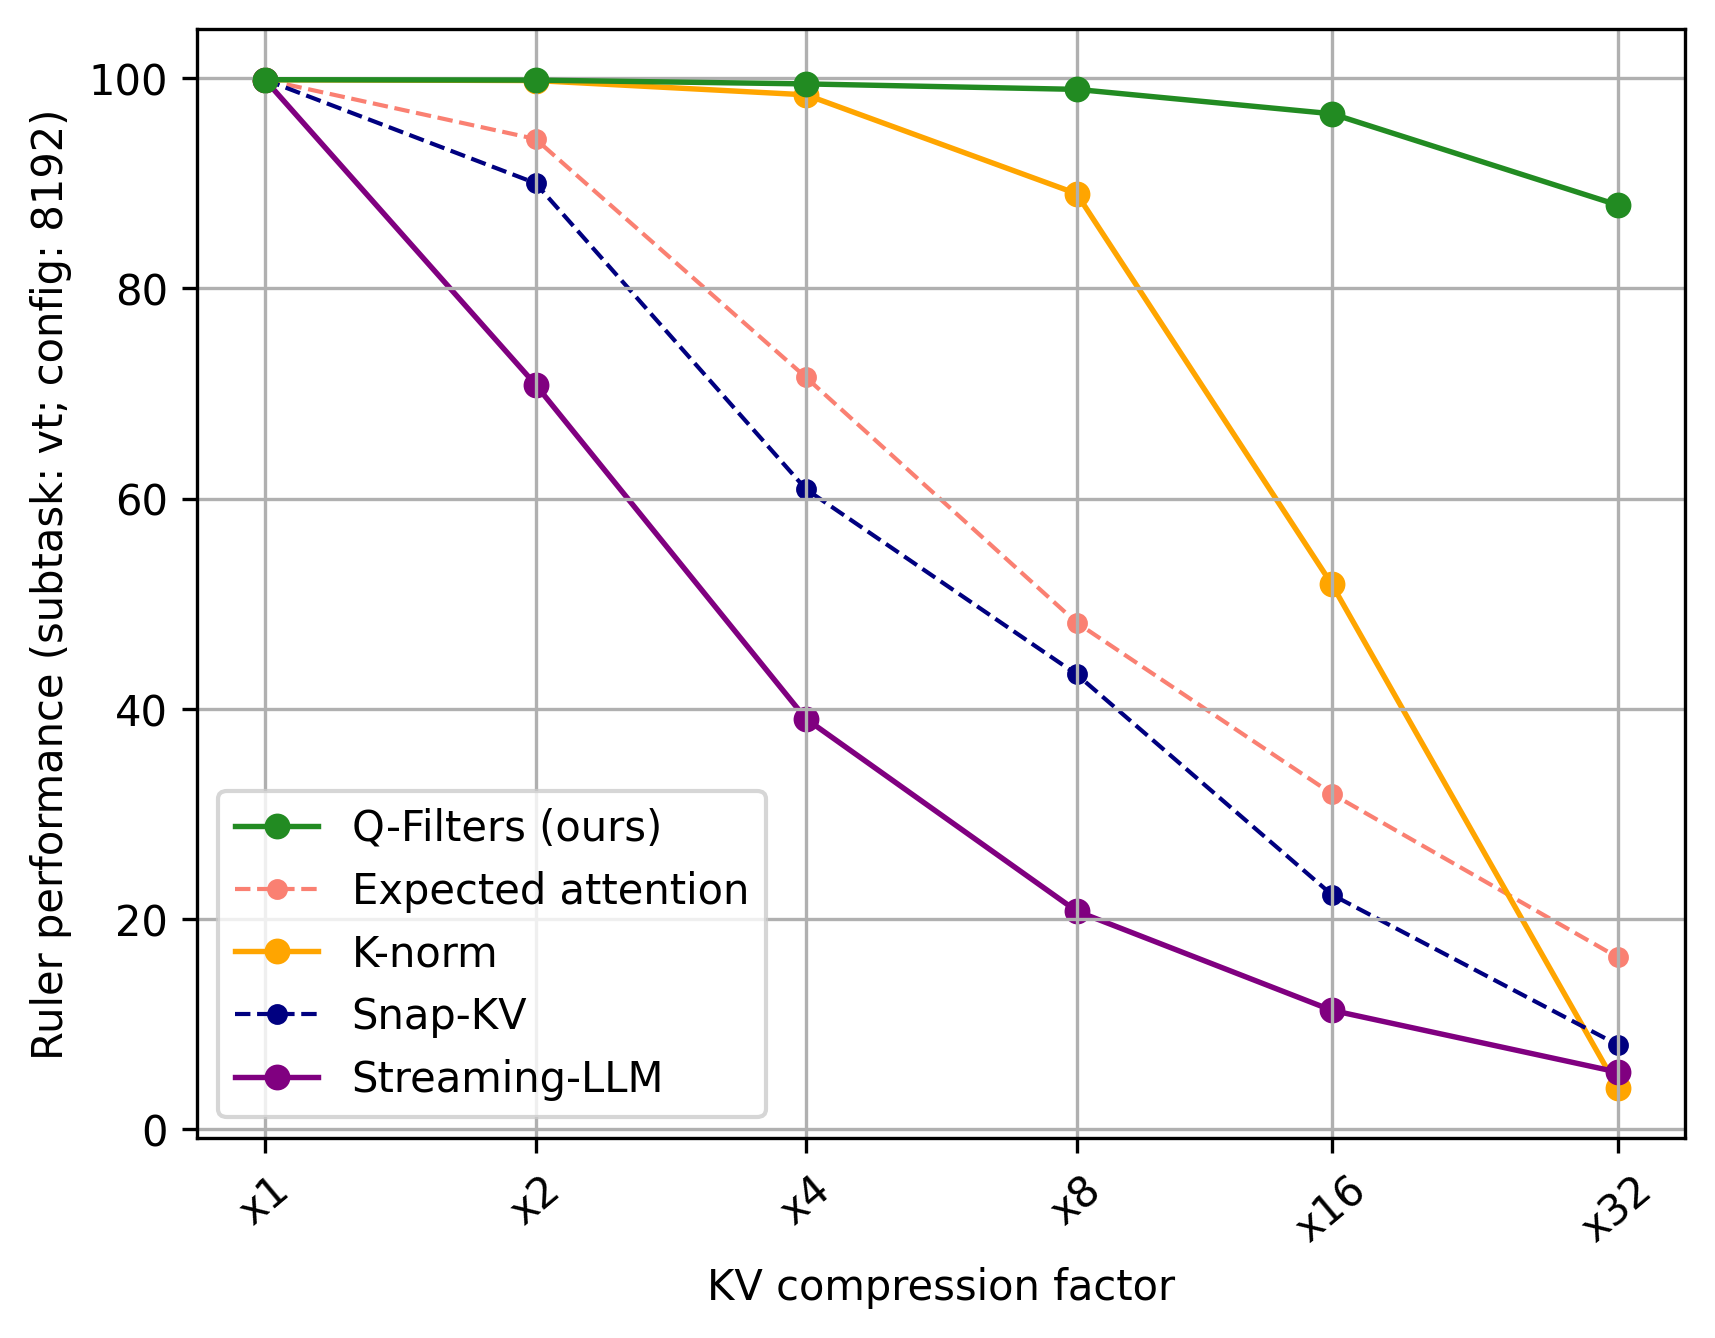 Ruler performance (subtask: vt; config: 8192)
100
80
60
40
20
0
Q-Filters (ours)
Expected attention
K-norm
Snap-KV
Streaming-LLM
x1
x2
x4
x8
x16
x32
KV compression factor